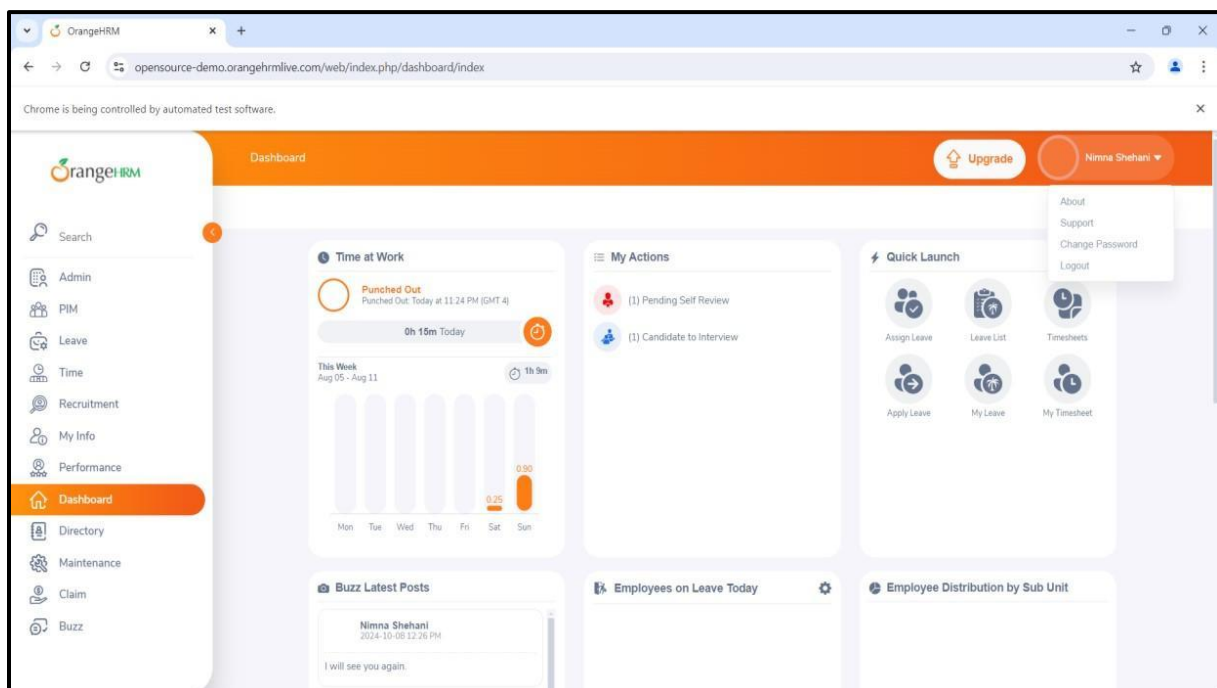 OrangeHRM
opensource-demo.orangehrmlive.com/web/index.php/dashboard/index
Chrome is being controlled by automated test software.
OrangeHRM
Dashboard
Upgrade
Nimna Shehani
About
Support
Change Password
Logout
Search
Admin
PIM
Leave
Time
Recruitment
My Info
Performance
Dashboard
Directory
Maintenance
Claim
Buzz
Time at Work
Punched Out
Punched Out: Today at 11:24 PM (GMT 4)
0h 15m Today
This Week
Aug 05 - Aug 11
1h 9m
0.25
0.90
Mon Tue Wed Thu Fri Sat Sun
My Actions
(1) Pending Self Review
(1) Candidate to Interview
Quick Launch
Assign Leave Leave List Timesheets
Apply Leave My Leave My Timesheet
Buzz Latest Posts
Nimna Shehani
2024-10-08 12:26 PM
I will see you again.
Employees on Leave Today
Employee Distribution by Sub Unit